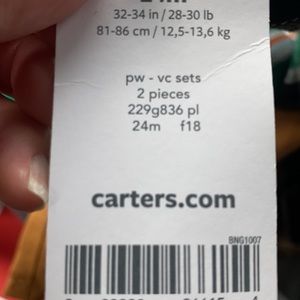 32-34 in / 28-30 lb
81-86 cm / 12,5-13,6 kg
pw - vc sets
2 pieces
229g836 pl
24m f18
carters.com
BNG1007